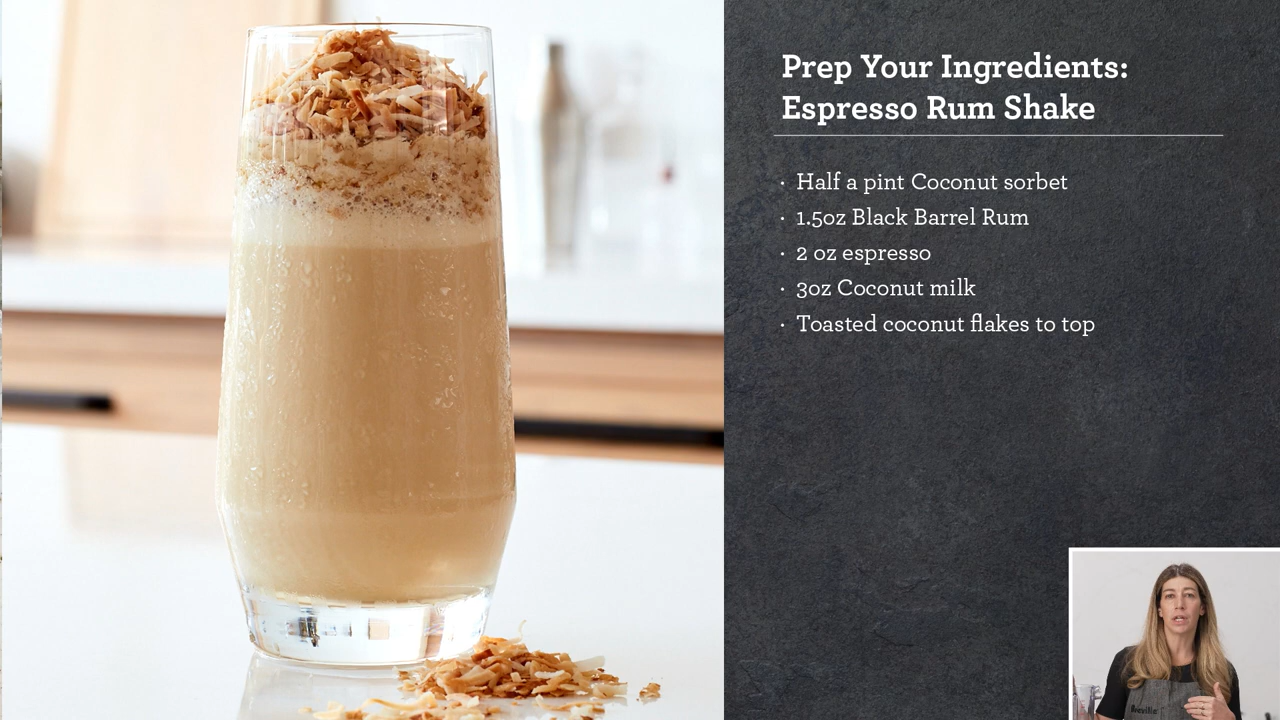 Prep Your Ingredients:
Espresso Rum Shake
· Half a pint Coconut sorbet
· 1.5oz Black Barrel Rum
· 2 oz espresso
· 3oz Coconut milk
· Toasted coconut flakes to top
Breville